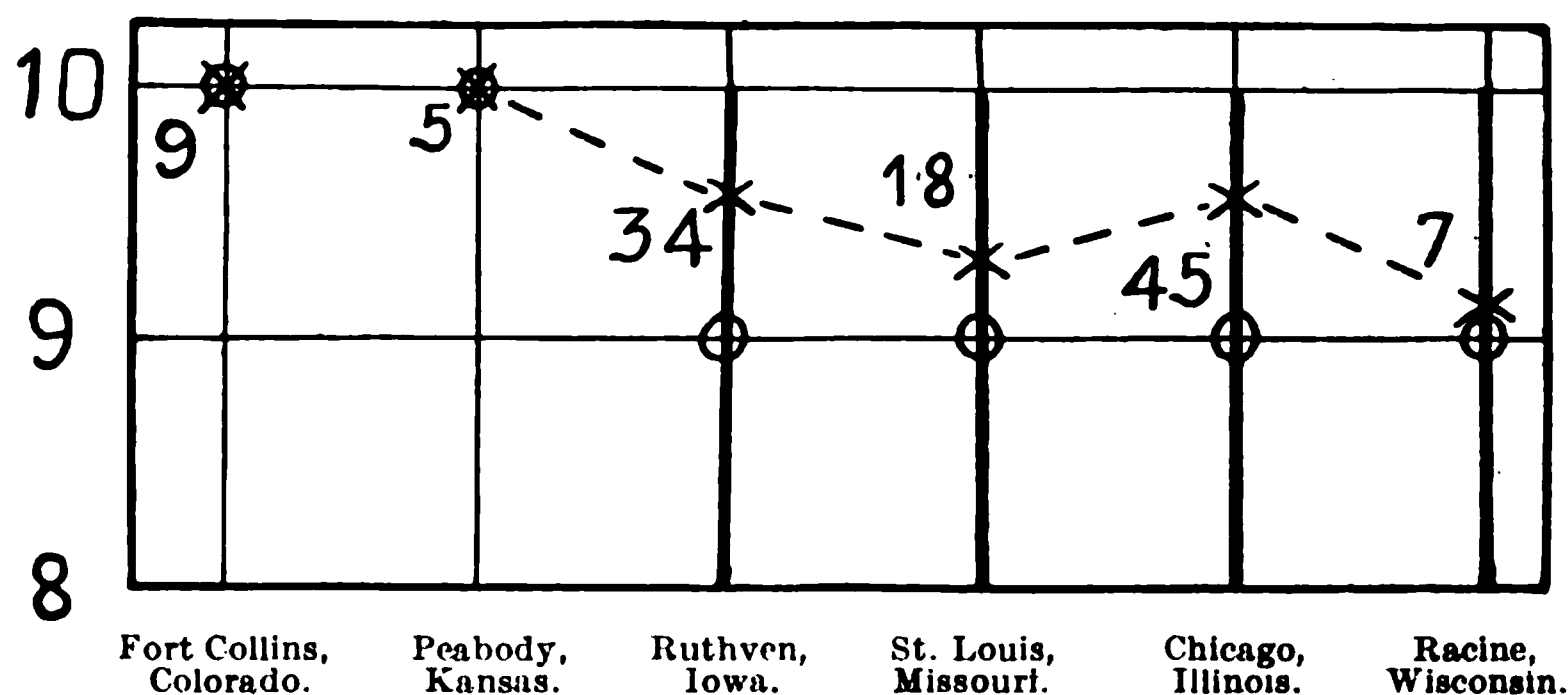 10
9
5
34
18
45
7
9
8
Fort Collins, Colorado.
Peabody, Kansas.
Ruthven, Iowa.
St. Louis, Missouri.
Chicago, Illinois.
Racine, Wisconsin.